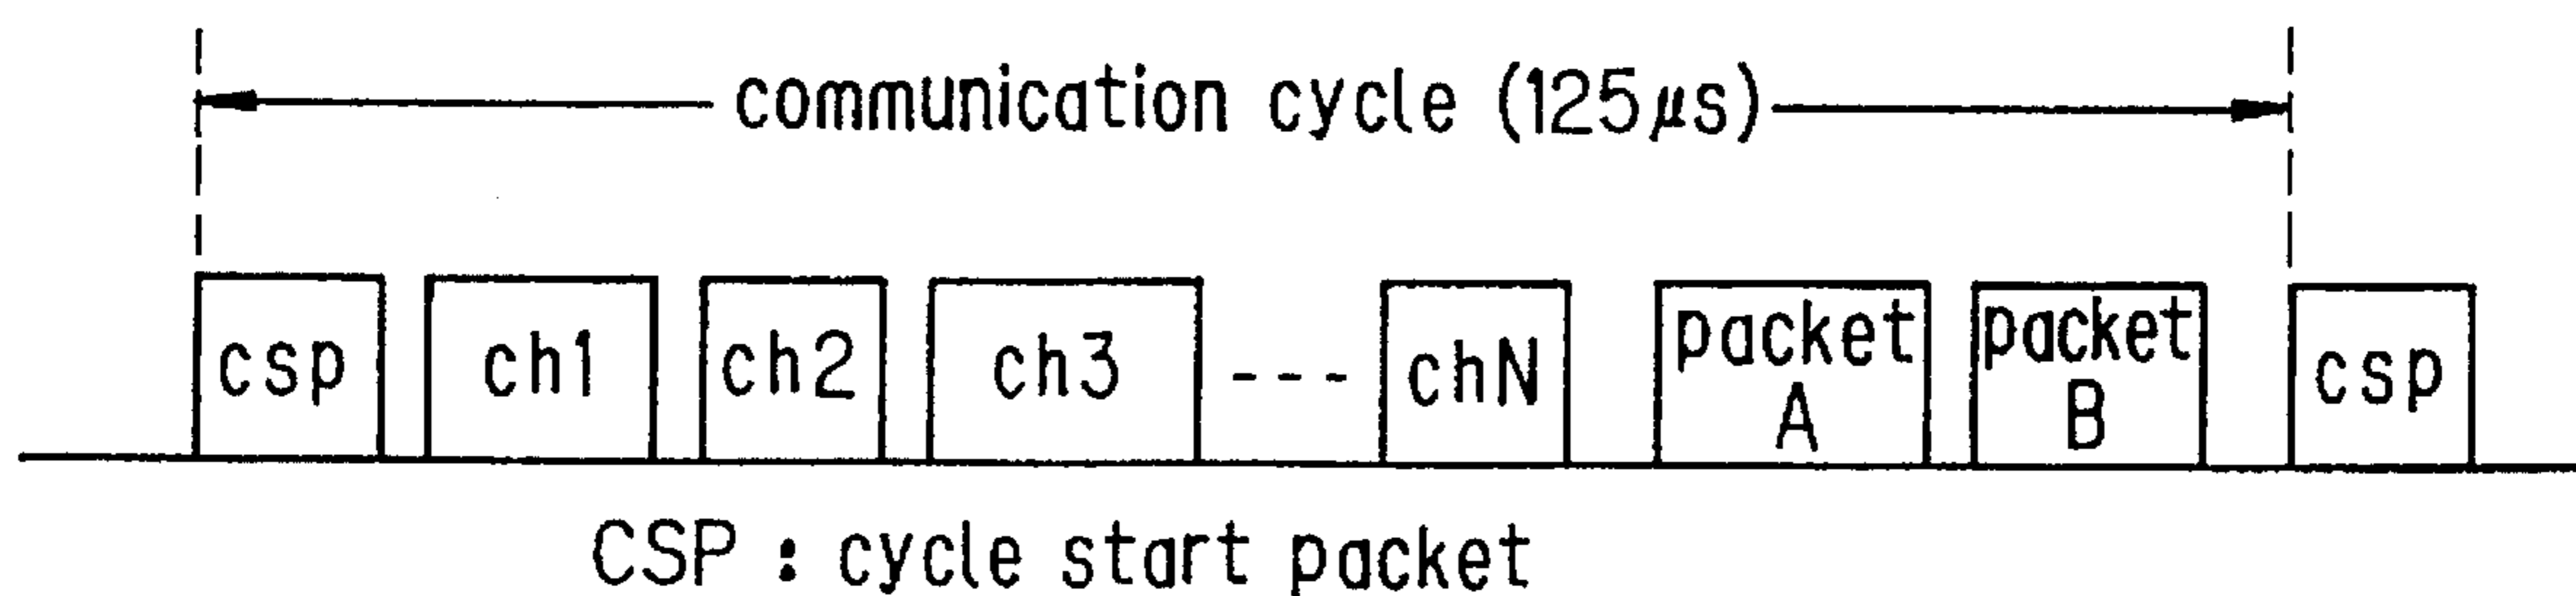 communication cycle (125μs)
csp ch1 ch2 ch3 --- chN packet A packet B csp
CSP : cycle start packet